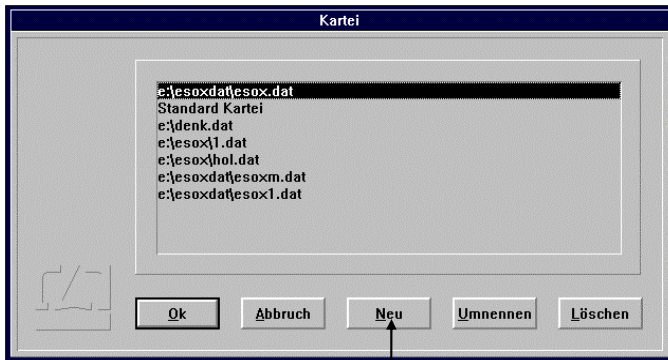 Kartei
e:\esoxdat\esox.dat
Standard Kartei
e:\denk.dat
e:\esox\1.dat
e:\esox\hol.dat
e:\esoxdat\esoxm.dat
e:\esoxdat\esox1.dat
Ok Abbruch Neu Umnennen Löschen